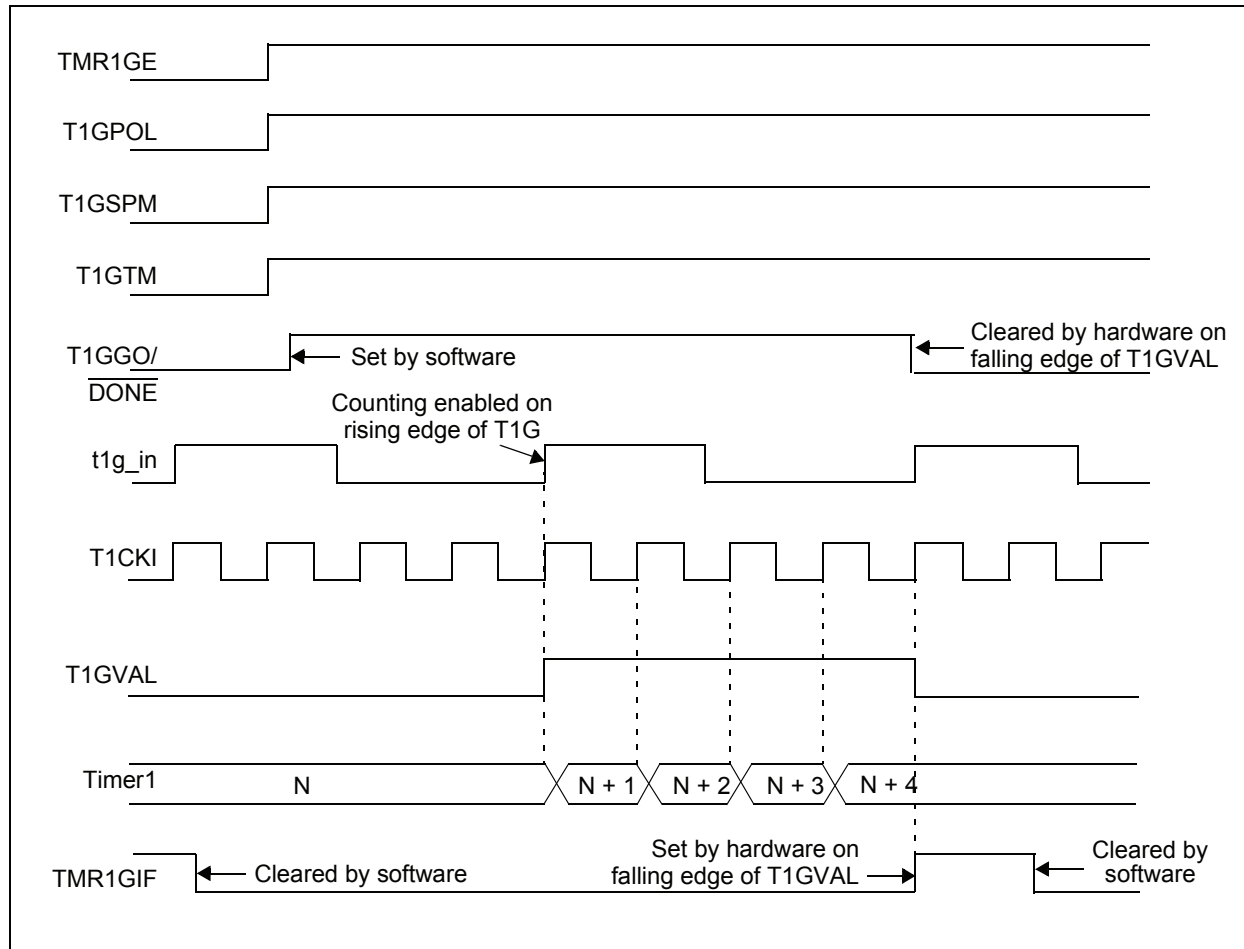 TMR1GE
T1GPOL
T1GSPM
T1GTM
T1GGO/
DONE
Set by software
Cleared by hardware on
falling edge of T1GVAL
Counting enabled on
rising edge of T1G
t1g_in
T1CKI
T1GVAL
Timer1
N
N + 1
N + 2
N + 3
N + 4
TMR1GIF
Cleared by software
Set by hardware on
falling edge of T1GVAL
Cleared by
software